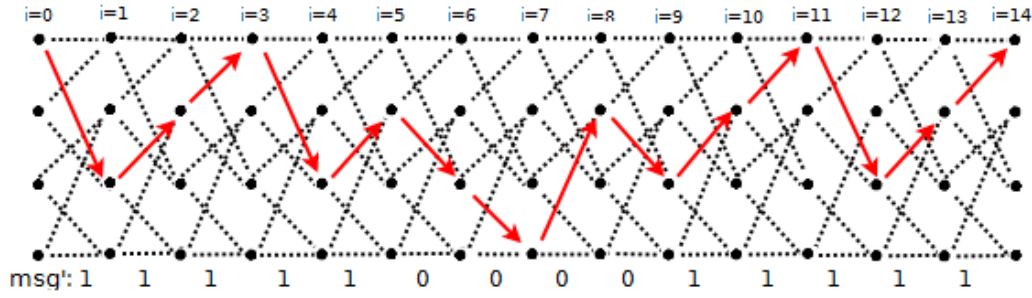 i=0 i=1 i=2 i=3 i=4 i=5 i=6 i=7 i=8 i=9 i=10 i=11 i=12 i=13 i=14
msg': 1 1 1 1 1 0 0 0 0 1 1 1 1 1